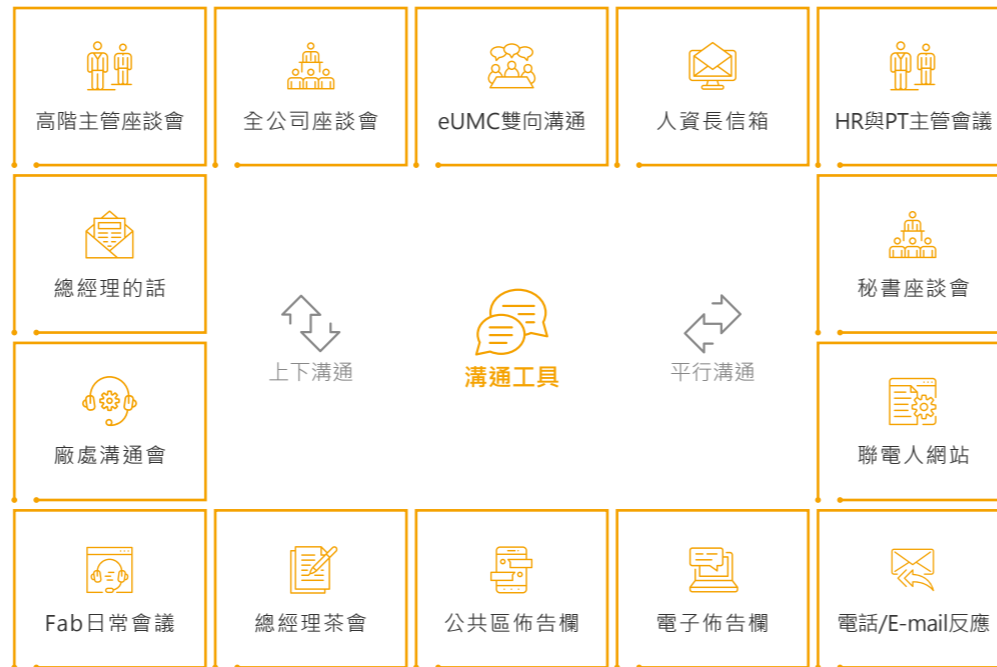 高階主管座談會
全公司座談會
eUMC雙向溝通
人資長信箱
HR與PT主管會議
總經理的話
秘書座談會
上下溝通
溝通工具
平行溝通
廠處溝通會
聯電人網站
Fab日常會議
總經理茶會
公共區佈告欄
電子佈告欄
電話/E-mail反應